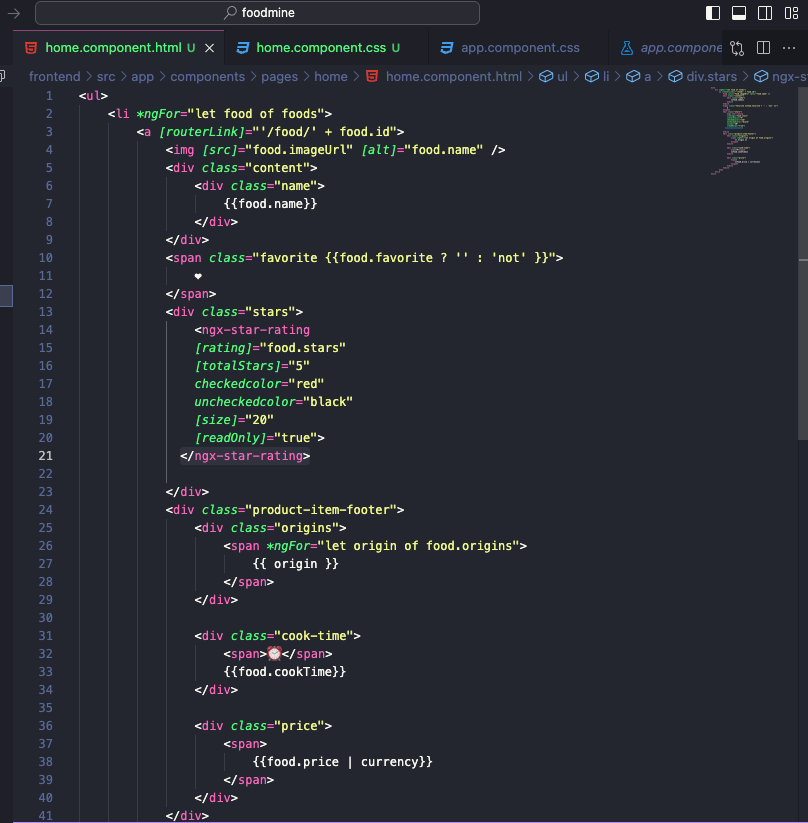 foodmine
home.component.html U
home.component.css U
app.component.css
app.compone
frontend > src > app > components > pages > home > home.component.html > ul > li > a > div.stars > ngx-s
1 <ul>
2 <li *ngFor="let food of foods">
3 <a [routerLink]="'/food/' + food.id">
4 <img [src]="food.imageUrl" [alt]="food.name" />
5 <div class="content">
6 <div class="name">
7 {{food.name}}
8 </div>
9 </div>
10 <span class="favorite {{food.favorite ? '' : 'not' }}">
11 ❤
12 </span>
13 <div class="stars">
14 <ngx-star-rating
15 [rating]="food.stars"
16 [totalStars]="5"
17 checkedcolor="red"
18 uncheckedcolor="black"
19 [size]="20"
20 [readOnly]="true">
21 </ngx-star-rating>
22
23 </div>
24 <div class="product-item-footer">
25 <div class="origins">
26 <span *ngFor="let origin of food.origins">
27 {{ origin }}
28 </span>
29 </div>
30
31 <div class="cook-time">
32 <span>⏰</span>
33 {{food.cookTime}}
34 </div>
35
36 <div class="price">
37 <span>
38 {{food.price | currency}}
39 </span>
40 </div>
41 </div>